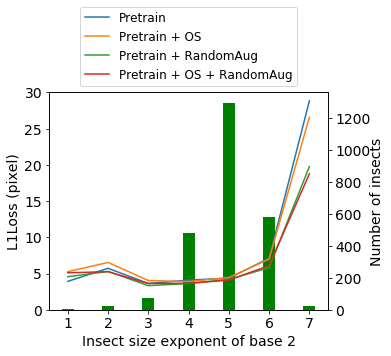 Pretrain
Pretrain + OS
Pretrain + RandomAug
Pretrain + OS + RandomAug
30
25
20
15
10
5
0
L1Loss (pixel)
1200
1000
800
600
400
200
0
Number of insects
1 2 3 4 5 6 7
Insect size exponent of base 2